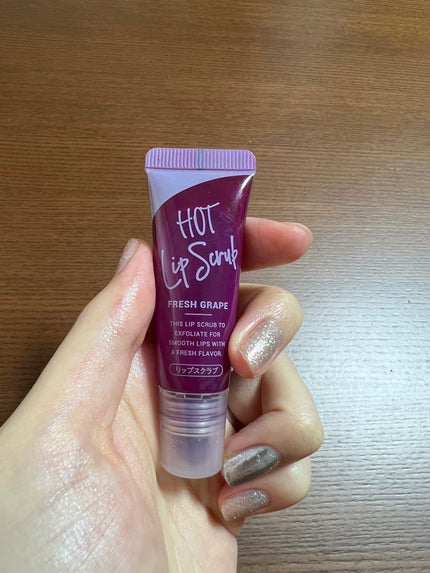 HOT
Lip Scrub
FRESH GRAPE
THIS LIP SCRUB TO
EXFOLIATE FOR
SMOOTH LIPS WITH
A FRESH FLAVOR.
リップスクラブ